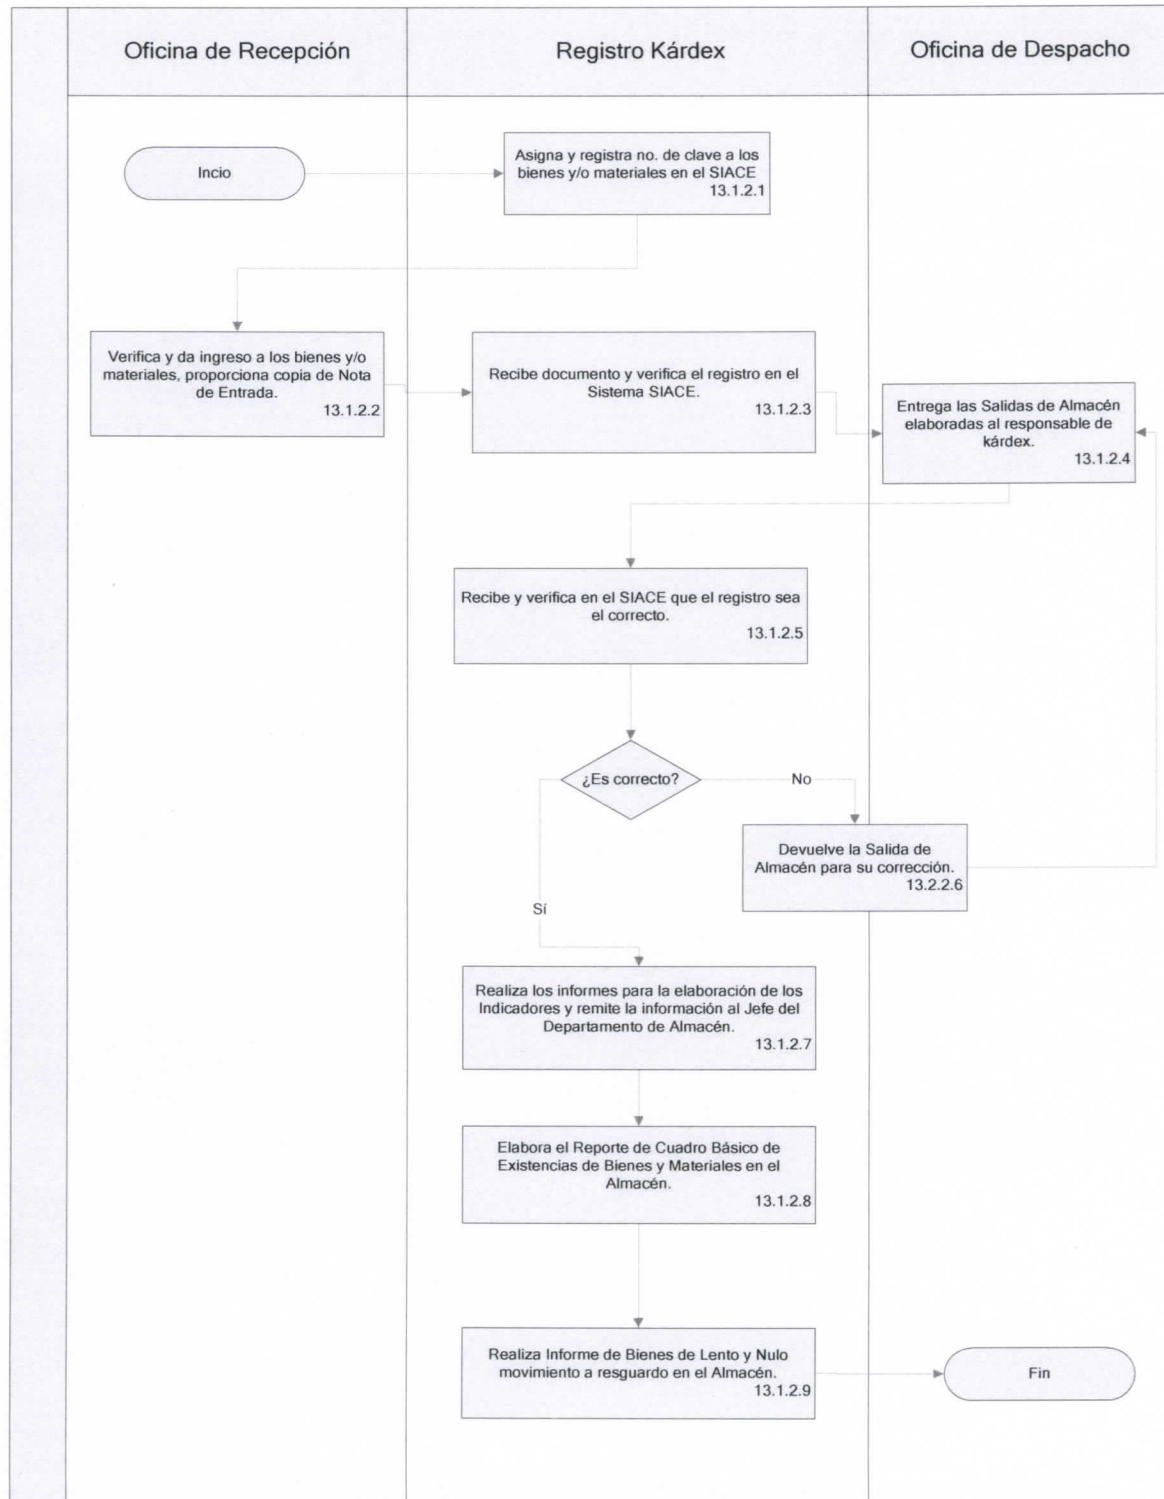 Oficina de Recepción
Registro Kárdex
Oficina de Despacho
Incio
Asigna y registra no. de clave a los
bienes y/o materiales en el SIACE
13.1.2.1
Verifica y da ingreso a los bienes y/o
materiales, proporciona copia de Nota
de Entrada.
13.1.2.2
Recibe documento y verifica el registro en el
Sistema SIACE.
13.1.2.3
Entrega las Salidas de Almacén
elaboradas al responsable de
kárdex.
13.1.2.4
Recibe y verifica en el SIACE que el registro sea
el correcto.
13.1.2.5
¿Es correcto?
No
Devuelve la Salida de
Almacén para su corrección.
13.2.2.6
Sí
Realiza los informes para la elaboración de los
Indicadores y remite la información al Jefe del
Departamento de Almacén.
13.1.2.7
Elabora el Reporte de Cuadro Básico de
Existencias de Bienes y Materiales en el
Almacén.
13.1.2.8
Realiza Informe de Bienes de Lento y Nulo
movimiento a resguardo en el Almacén.
13.1.2.9
Fin